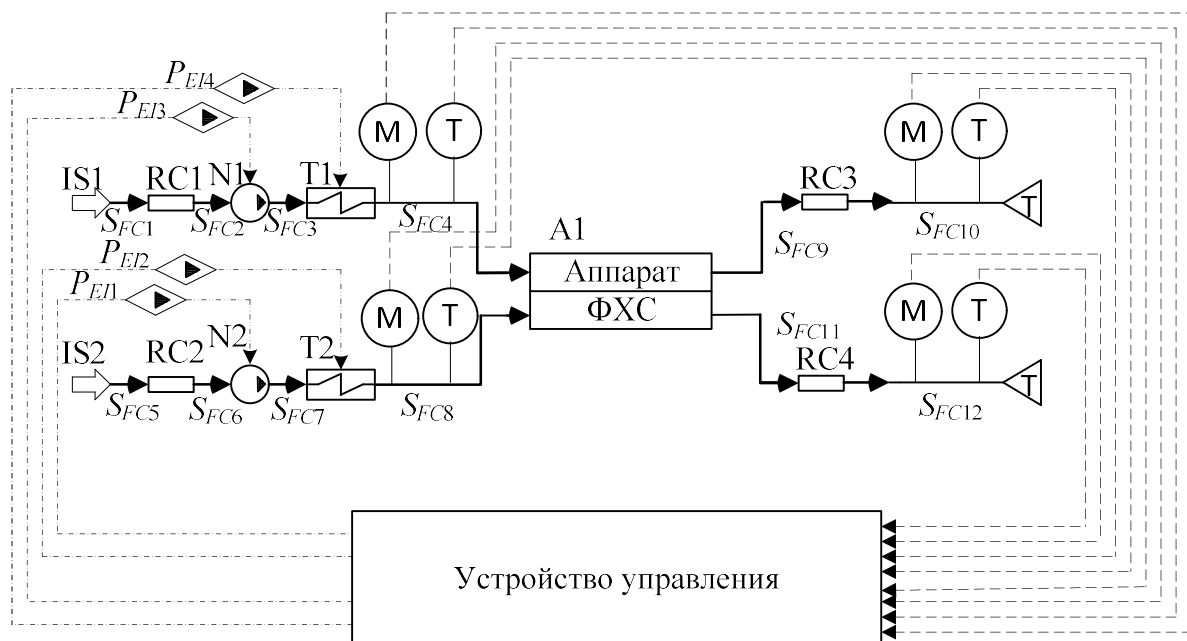 P_EI4
M
T
M
T
P_EI3
IS1
RC1
N1
T1
RC3
T
S_FC1
S_FC2
S_FC3
S_FC4
S_FC10
A1
S_FC9
P_EI2
Аппарат
P_EI1
M
T
ФХС
M
T
S_FC11
IS2
RC2
N2
T2
RC4
T
S_FC5
S_FC6
S_FC7
S_FC8
S_FC12
Устройство управления